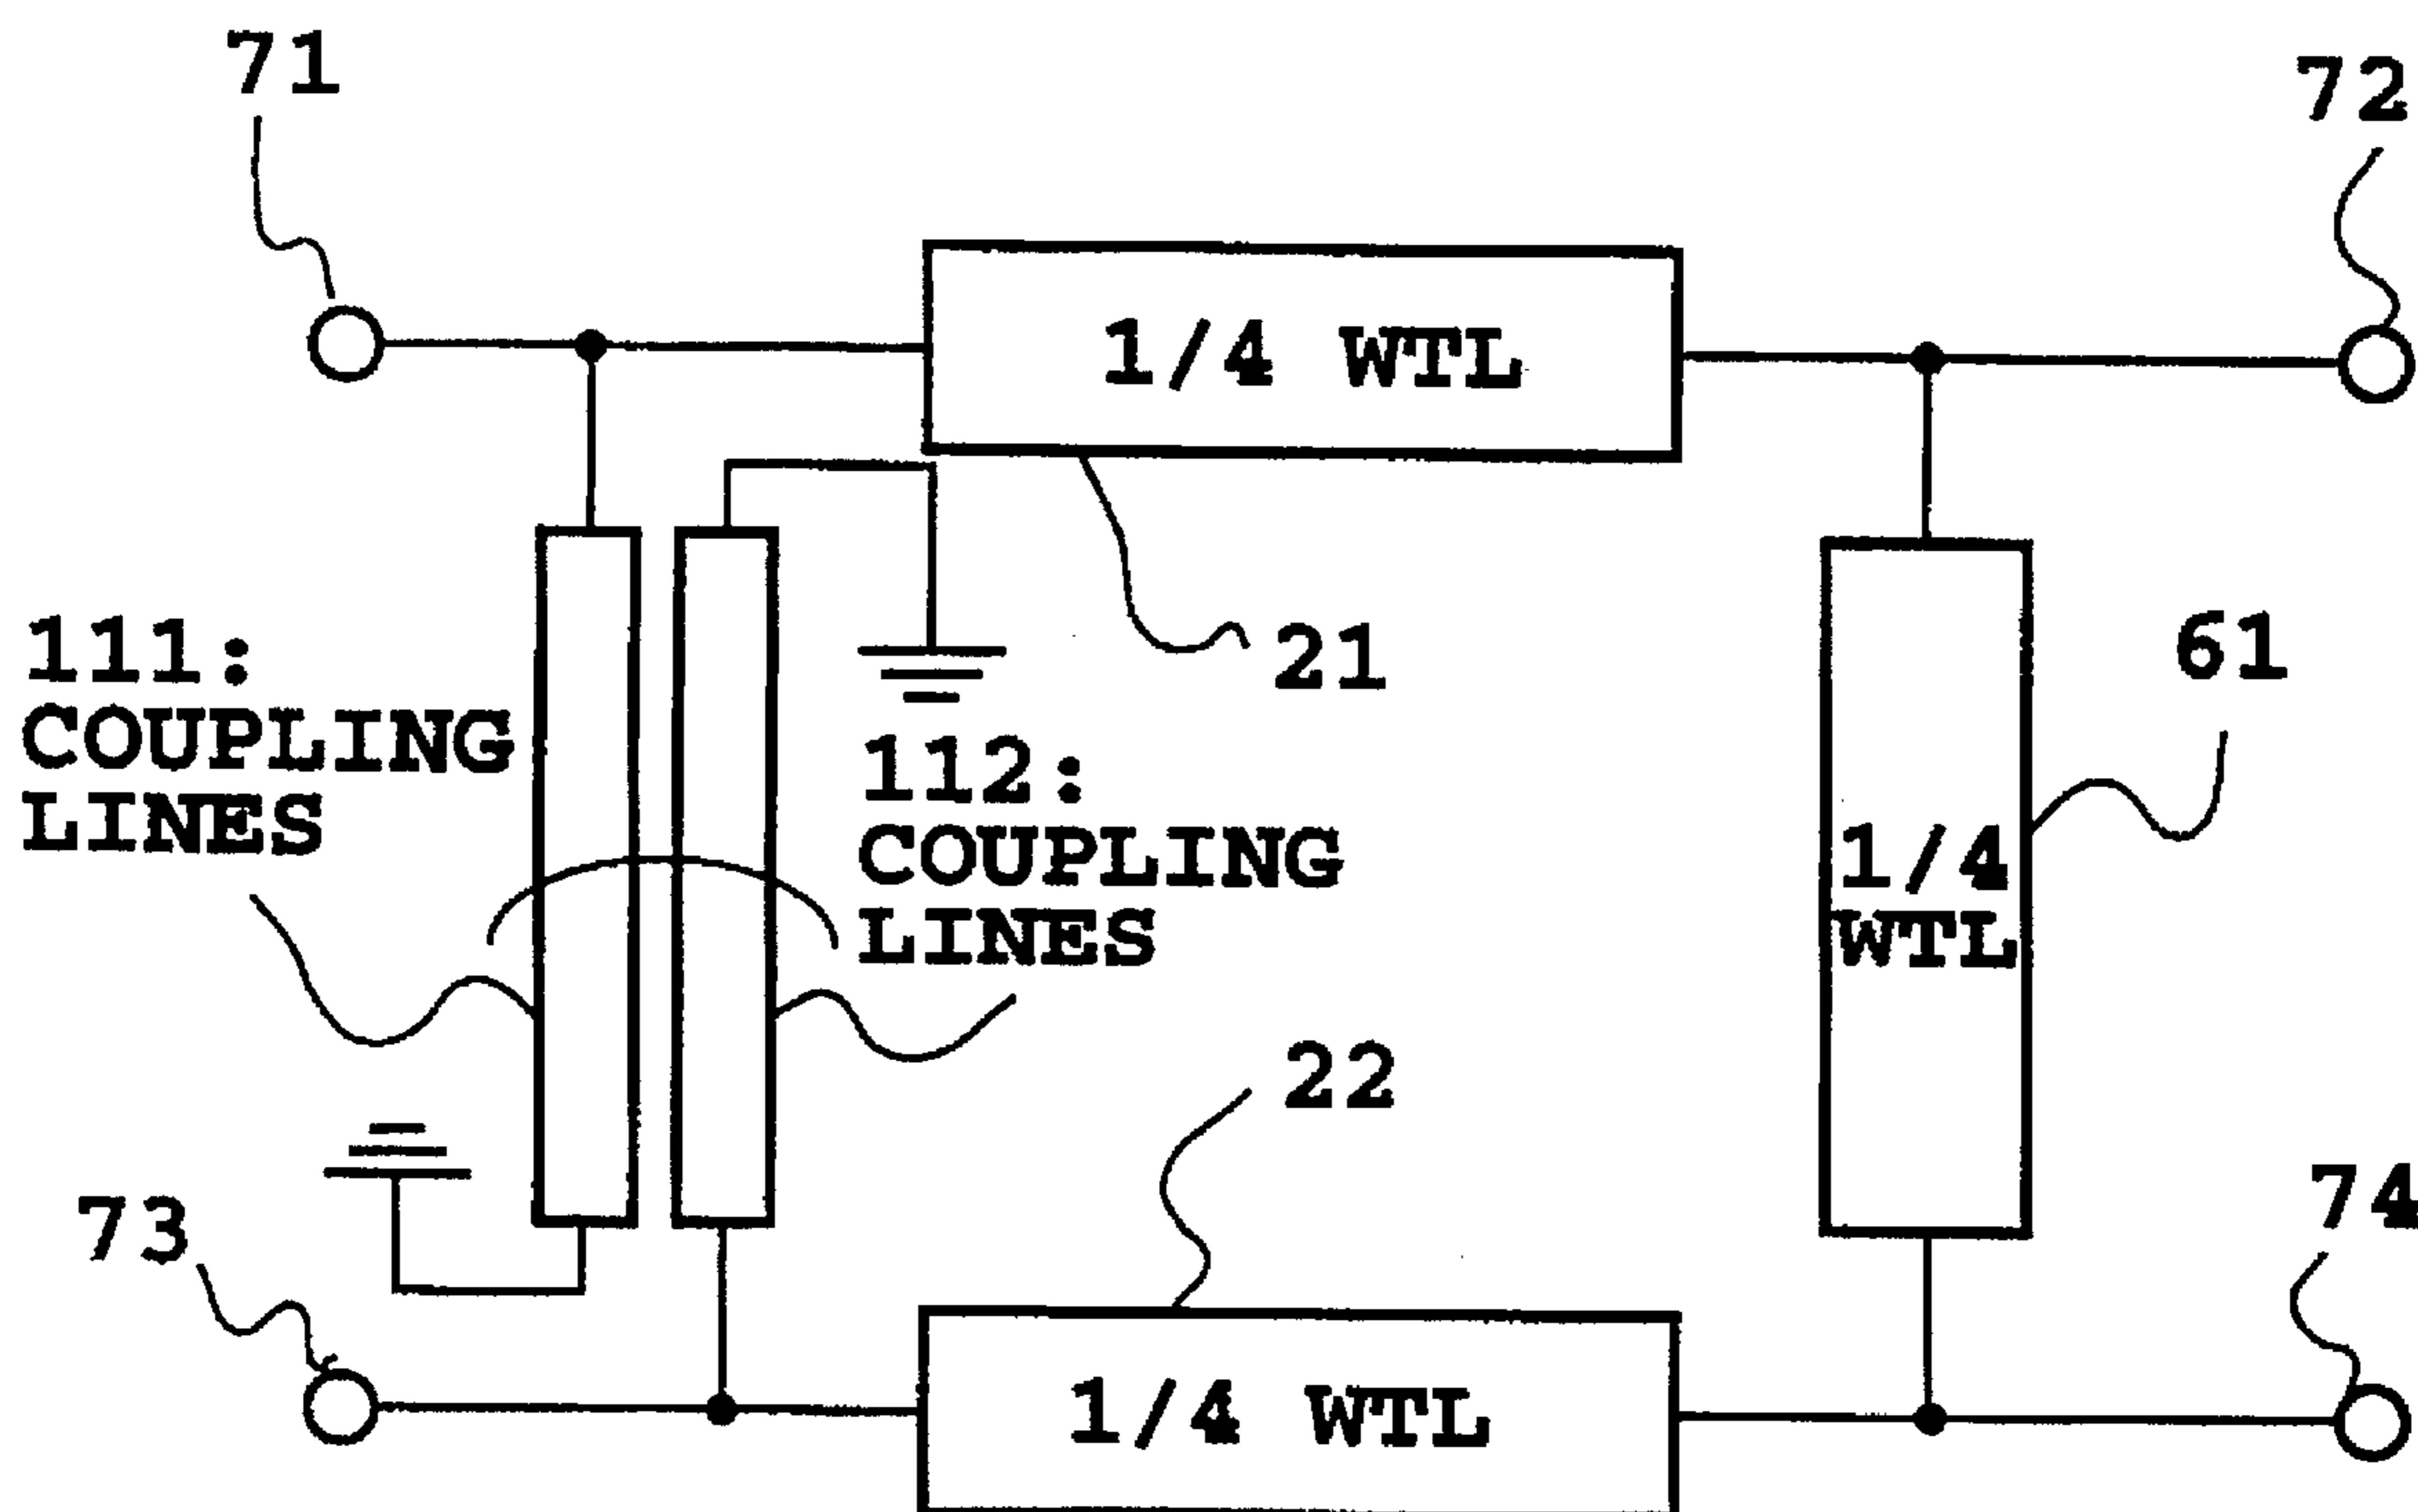 71
72
1/4 WTL
21
61
111:
COUPLING
LINES
112:
COUPLING
LINES
1/4
WTL
22
73
74
1/4 WTL